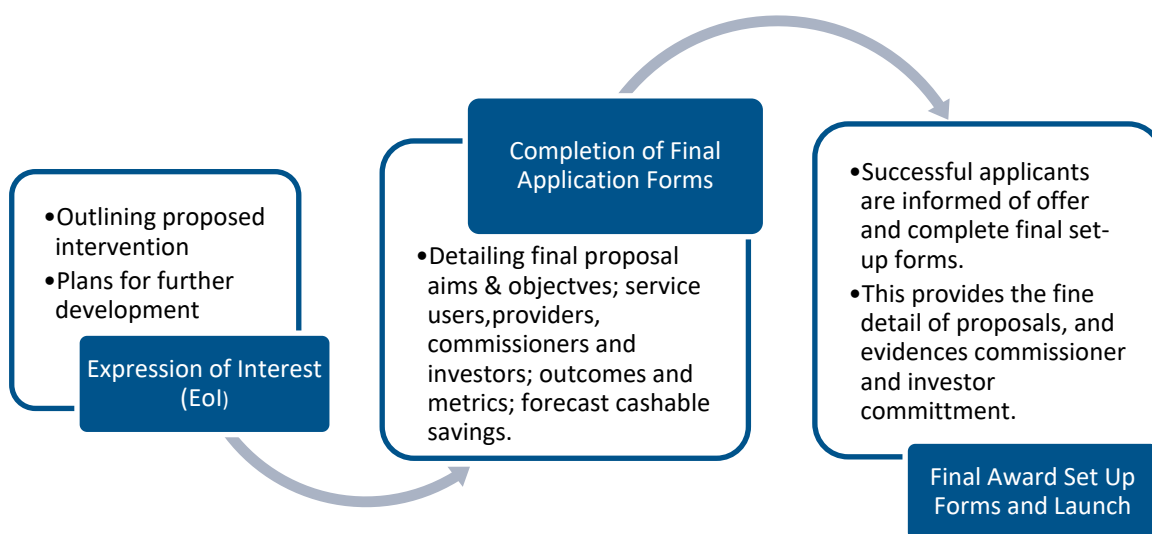 •Outlining proposed
intervention
•Plans for further
development
Expression of Interest
(EoI)
Completion of Final
Application Forms
•Detailing final proposal
aims & objectves; service
users,providers,
commissioners and
investors; outcomes and
metrics; forecast cashable
savings.
•Successful applicants
are informed of offer
and complete final set-
up forms.
•This provides the fine
detail of proposals, and
evidences commissioner
and investor
committment.
Final Award Set Up
Forms and Launch